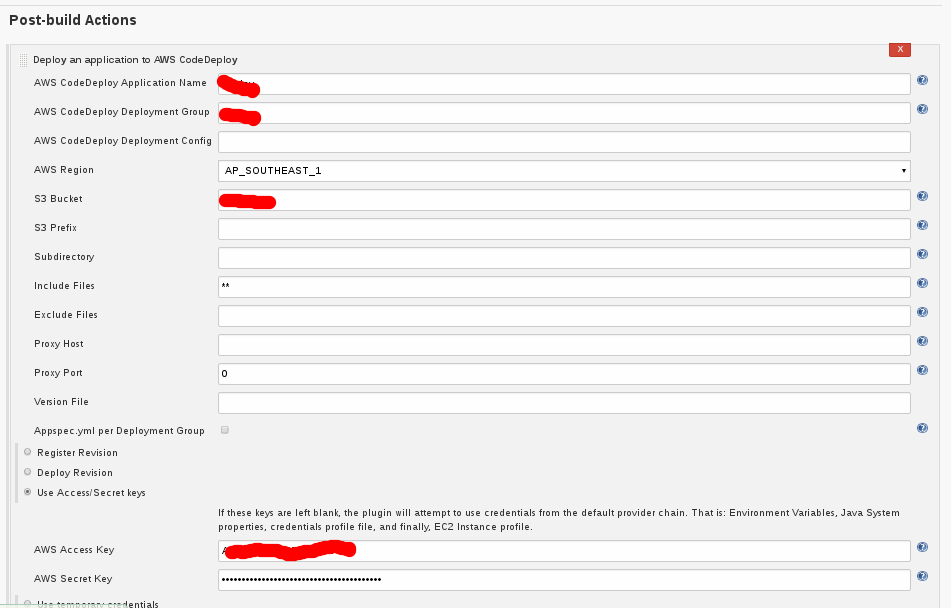 Post-build Actions
X
Deploy an application to AWS CodeDeploy
AWS CodeDeploy Application Name
AWS CodeDeploy Deployment Group
AWS CodeDeploy Deployment Config
AWS Region AP_SOUTHEAST_1
S3 Bucket
S3 Prefix
Subdirectory
Include Files **
Exclude Files
Proxy Host
Proxy Port 0
Version File
Appspec.yml per Deployment Group
Register Revision
Deploy Revision
Use Access/Secret keys
If these keys are left blank, the plugin will attempt to use credentials from the default provider chain. That is: Environment Variables, Java System
properties, credentials profile file, and finally, EC2 Instance profile.
AWS Access Key
AWS Secret Key ••••••••••••••••••••••••••••••••••••••••
Use temporary credentials